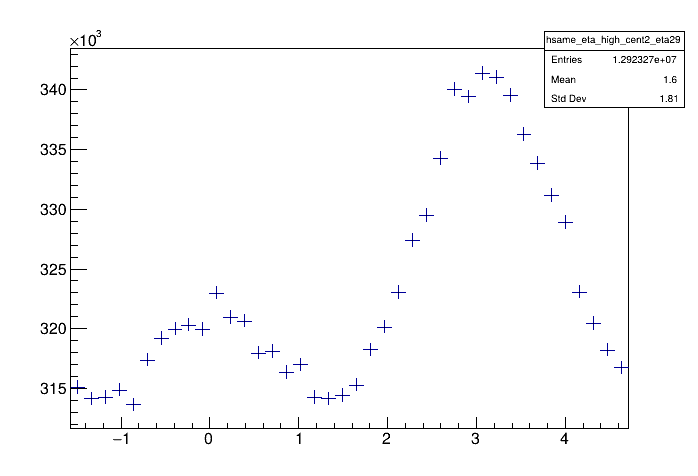 ×10³
hsame_eta_high_cent2_eta29
Entries 1.292327e+07
Mean 1.6
Std Dev 1.81
340
335
330
325
320
315
−1 0 1 2 3 4